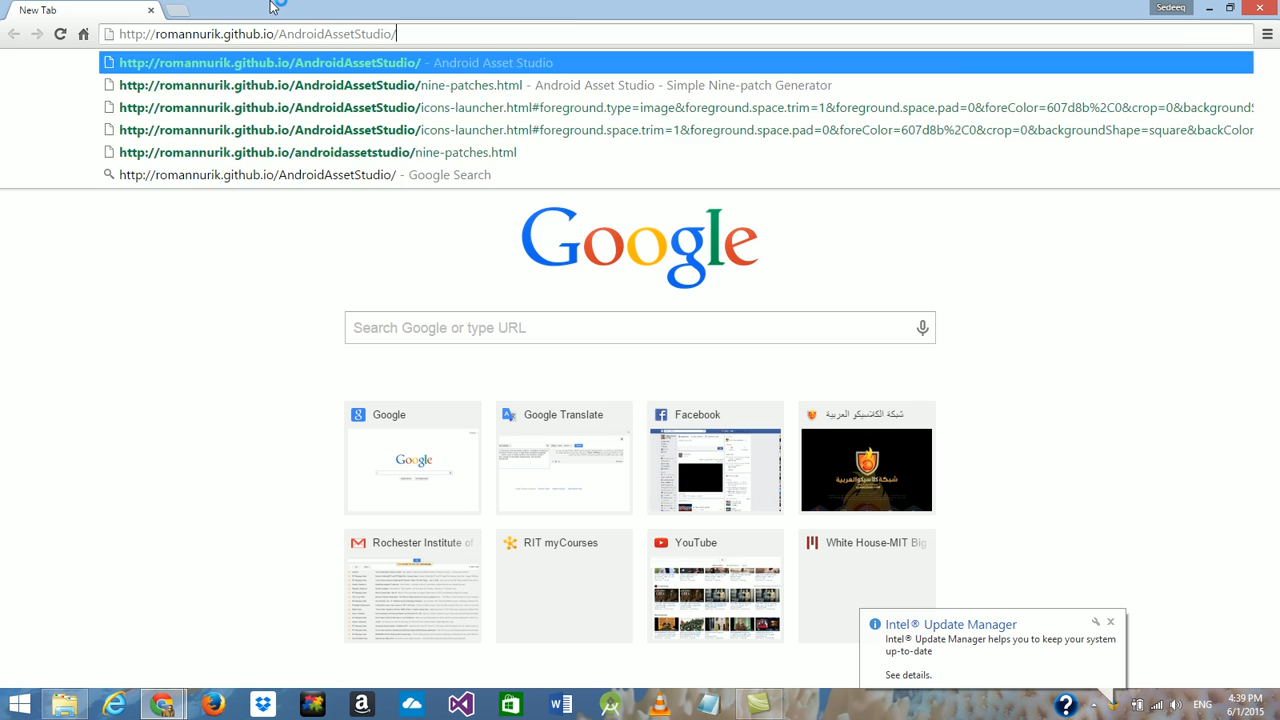 New Tab
Sedeeq
http://romannurik.github.io/AndroidAssetStudio/
http://romannurik.github.io/AndroidAssetStudio/ - Android Asset Studio
http://romannurik.github.io/AndroidAssetStudio/nine-patches.html - Android Asset Studio - Simple Nine-patch Generator
http://romannurik.github.io/AndroidAssetStudio/icons-launcher.html#foreground.type=image&foreground.space.trim=1&foreground.space.pad=0&foreColor=607d8b%2C0&crop=0&backgroundS
http://romannurik.github.io/AndroidAssetStudio/icons-launcher.html#foreground.space.trim=1&foreground.space.pad=0&foreColor=607d8b%2C0&crop=0&backgroundShape=square&backColor
http://romannurik.github.io/androidassetstudio/nine-patches.html
http://romannurik.github.io/AndroidAssetStudio/ - Google Search
Google
Search Google or type URL
Google
Google Translate
Facebook
شبكة الكلاسيكو العربية
Google
شبكة كلاسيكو العربية
Rochester Institute of
RIT myCourses
YouTube
White House-MIT Big
Intel® Update Manager
Intel® Update Manager helps you to keep your system
up-to-date
See details.
ENG
4:39 PM
6/1/2015